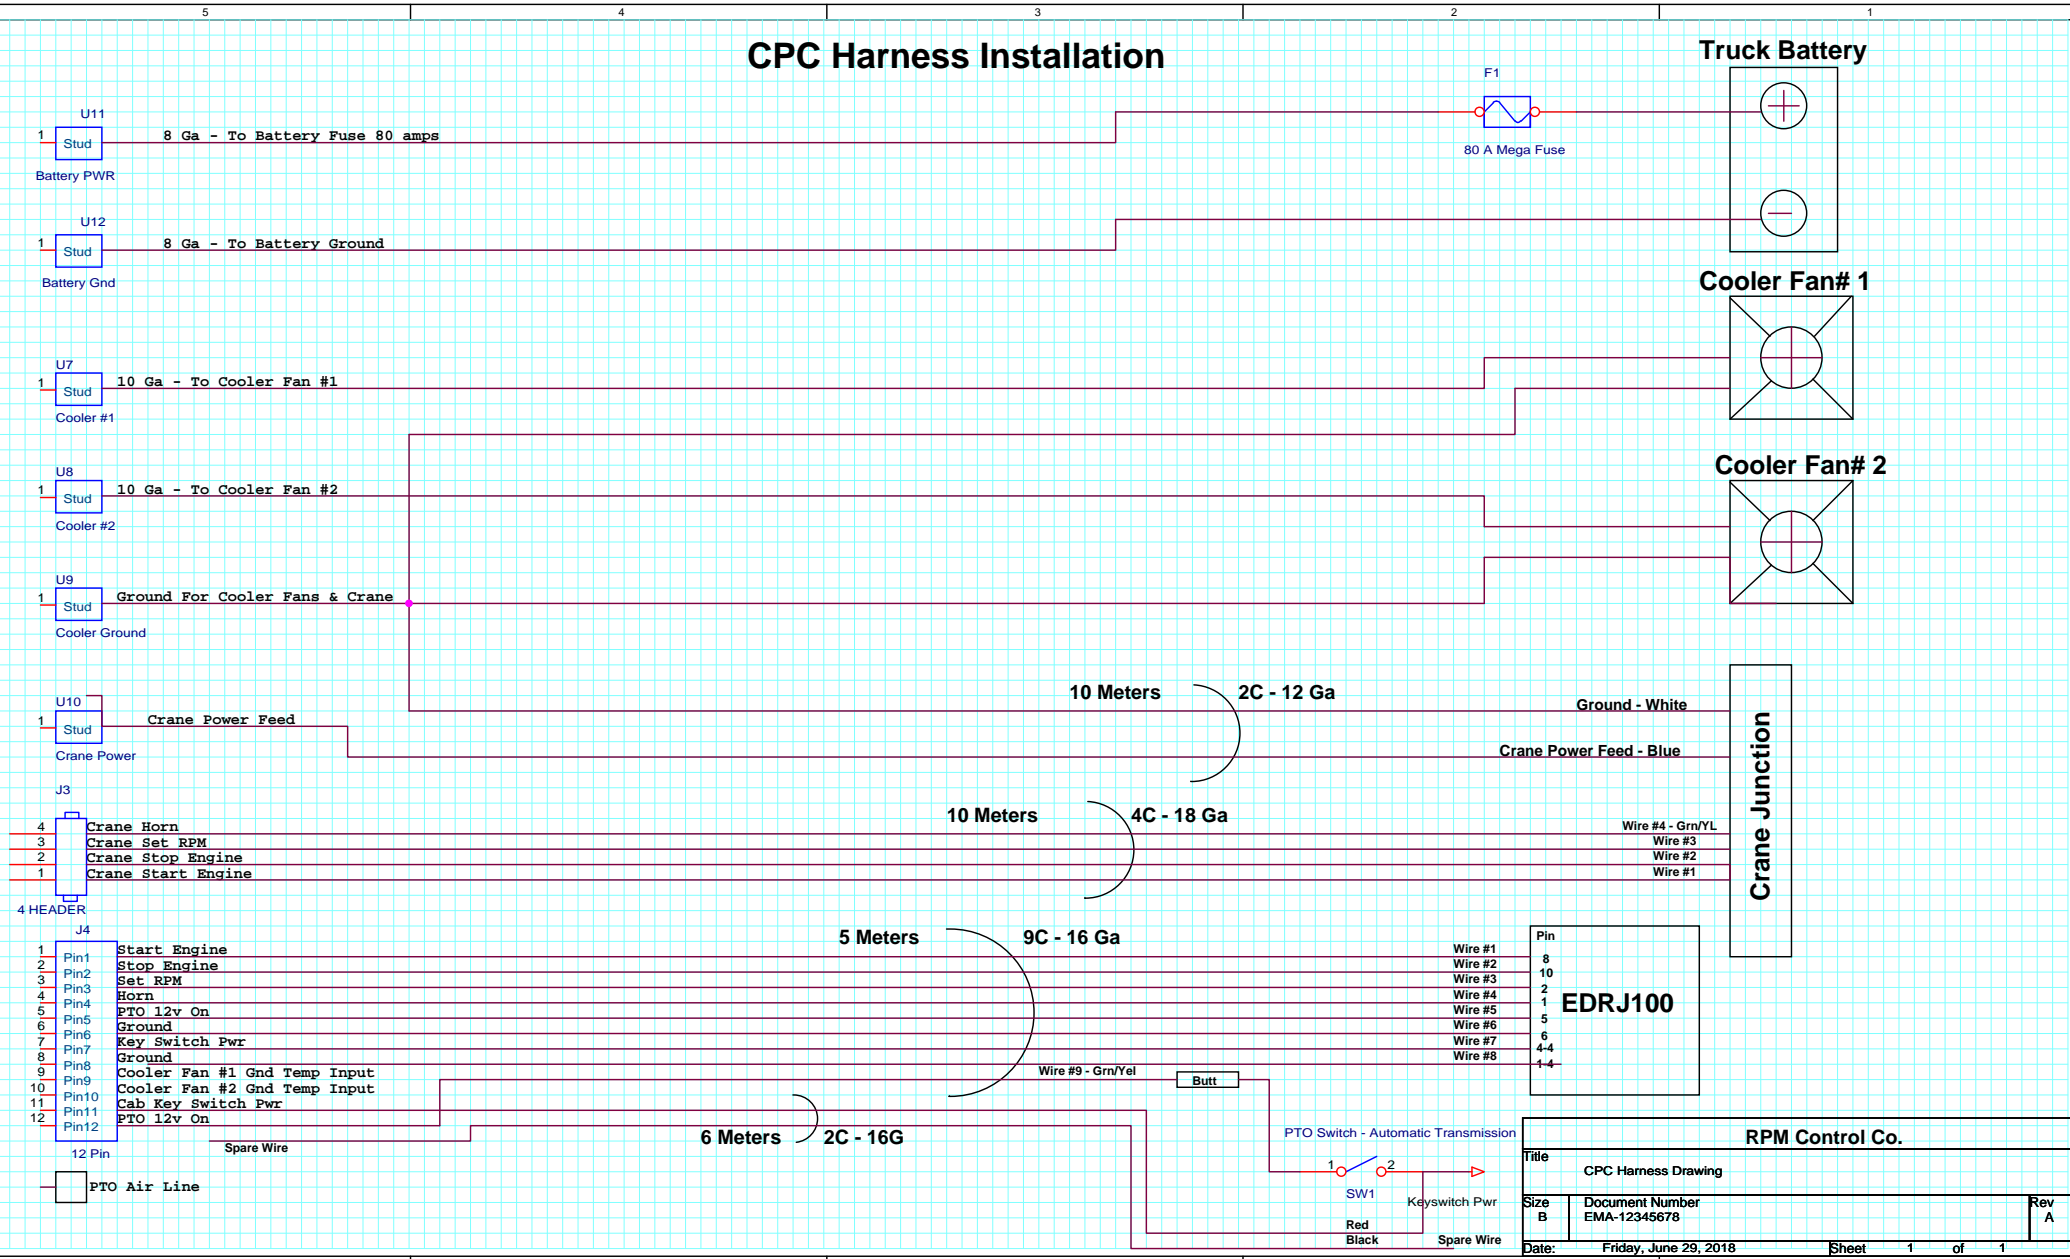 5 4 3 2 1
CPC Harness Installation
Truck Battery
F1
80 A Mega Fuse
U11
1
Stud
8 Ga - To Battery Fuse 80 amps
Battery PWR
U12
1
Stud
8 Ga - To Battery Ground
Battery Gnd
Cooler Fan# 1
U7
1
Stud
10 Ga - To Cooler Fan #1
Cooler #1
Cooler Fan# 2
U8
1
Stud
10 Ga - To Cooler Fan #2
Cooler #2
U9
1
Stud
Ground For Cooler Fans & Crane
Cooler Ground
10 Meters
2C - 12 Ga
Ground - White
U10
1
Stud
Crane Power Feed
Crane Power
Crane Power Feed - Blue
Crane Junction
J3
10 Meters
4C - 18 Ga
4 Crane Horn
Wire #4 - Grn/YL
3 Crane Set RPM
Wire #3
2 Crane Stop Engine
Wire #2
1 Crane Start Engine
Wire #1
4 HEADER
J4
5 Meters
9C - 16 Ga
Pin
1 Pin1 Start Engine
Wire #1
8
2 Pin2 Stop Engine
Wire #2
10
3 Pin3 Set RPM
Wire #3
2
4 Pin4 Horn
Wire #4
1
EDRJ100
5 Pin5 PTO 12v On
Wire #5
5
6 Pin6 Ground
Wire #6
6
7 Pin7 Key Switch Pwr
Wire #7
4-4
8 Pin8 Ground
Wire #8
1-4
9 Pin9 Cooler Fan #1 Gnd Temp Input
Wire #9 - Grn/Yel
Butt
10 Pin10 Cooler Fan #2 Gnd Temp Input
11 Pin11 Cab Key Switch Pwr
12 Pin12 PTO 12v On
6 Meters
2C - 16G
Spare Wire
12 Pin
PTO Air Line
PTO Switch - Automatic Transmission
1 2
SW1
Keyswitch Pwr
Red
Black
Spare Wire
RPM Control Co.
Title
CPC Harness Drawing
Size
B
Document Number
EMA-12345678
Rev
A
Date: Friday, June 29, 2018 Sheet 1 of 1